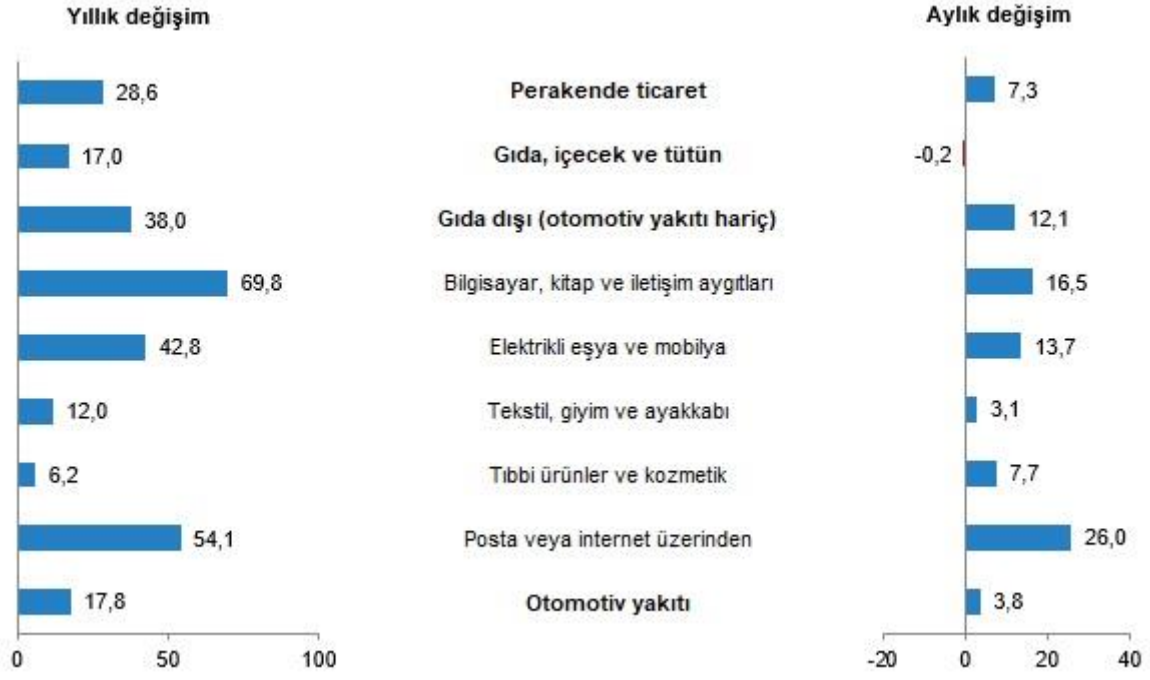 Yıllık değişim
Aylık değişim
28,6 Perakende ticaret 7,3
17,0 Gıda, içecek ve tütün -0,2
38,0 Gıda dışı (otomotiv yakıtı hariç) 12,1
69,8 Bilgisayar, kitap ve iletişim aygıtları 16,5
42,8 Elektrikli eşya ve mobilya 13,7
12,0 Tekstil, giyim ve ayakkabı 3,1
6,2 Tıbbi ürünler ve kozmetik 7,7
54,1 Posta veya internet üzerinden 26,0
17,8 Otomotiv yakıtı 3,8
0 50 100
-20 0 20 40